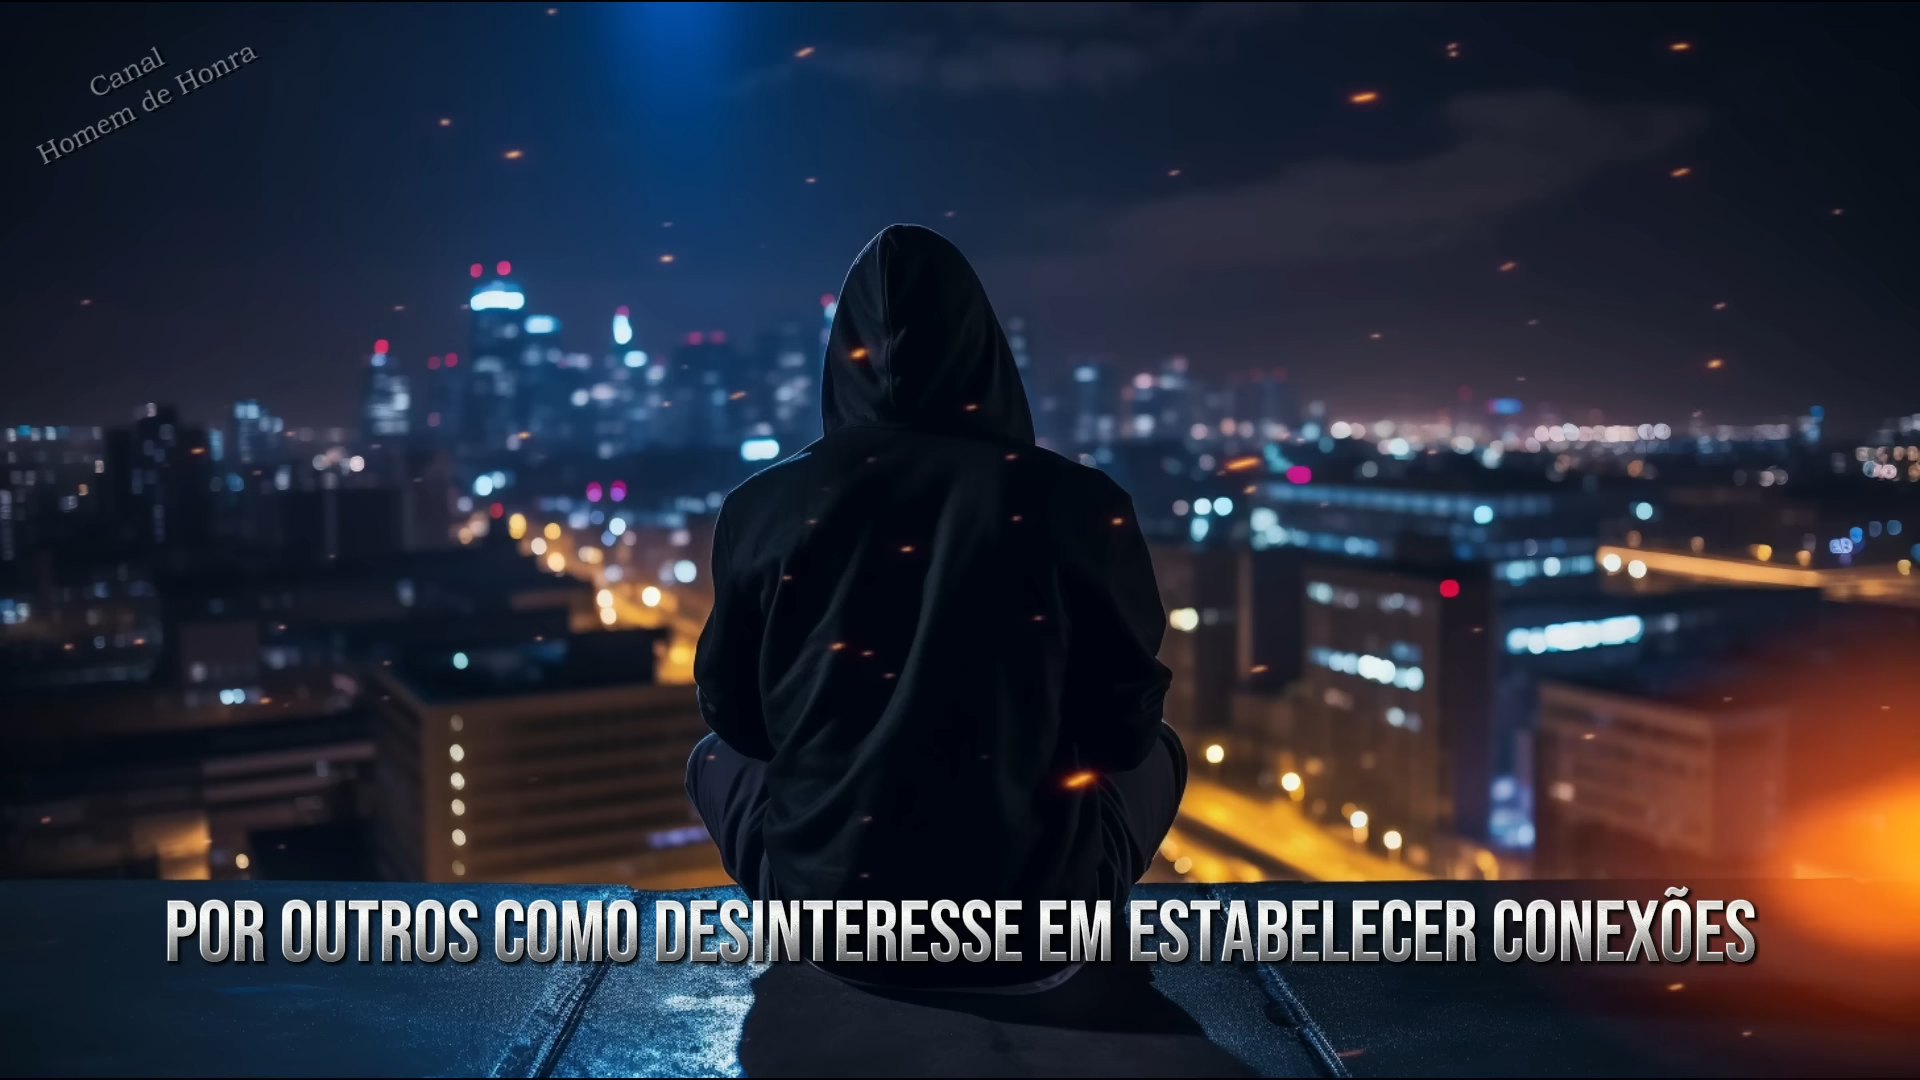 Canal
Homem de Honra
POR OUTROS COMO DESINTERESSE EM ESTABELECER CONEXÕES